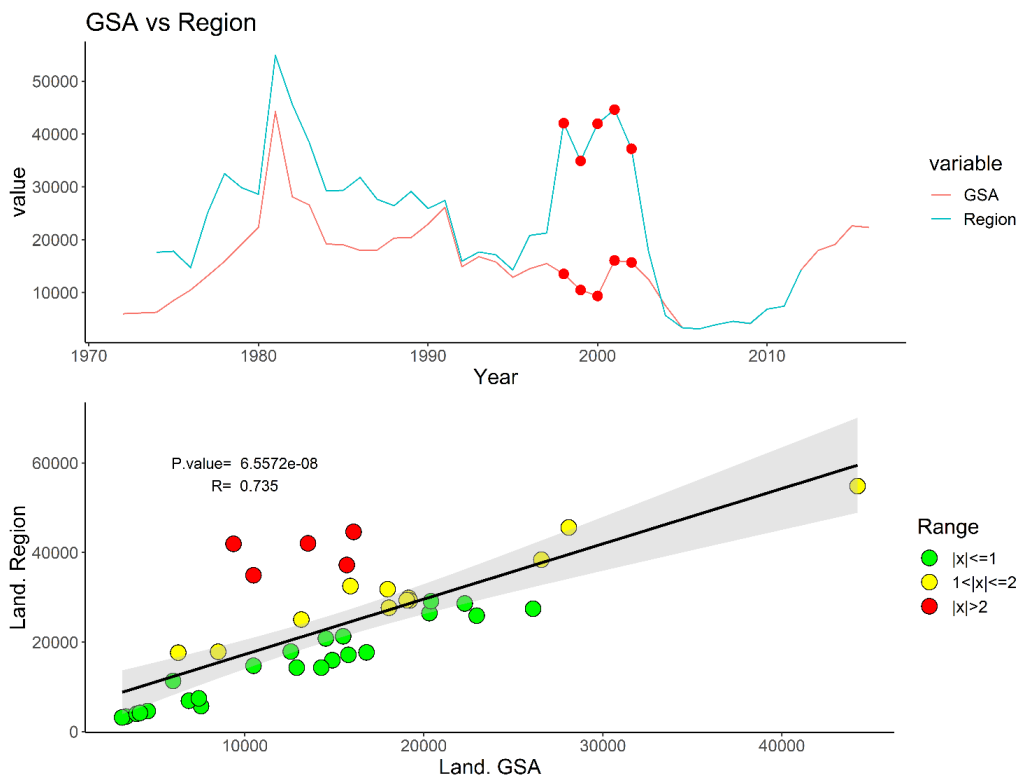 GSA vs Region
50000
40000
30000
20000
10000
value
1970
1980
1990
2000
2010
Year
variable
GSA
Region
60000
40000
20000
0
Land. Region
P.value= 6.5572e-08
R= 0.735
10000
20000
30000
40000
Land. GSA
Range
|x|<=1
1<|x|<=2
|x|>2